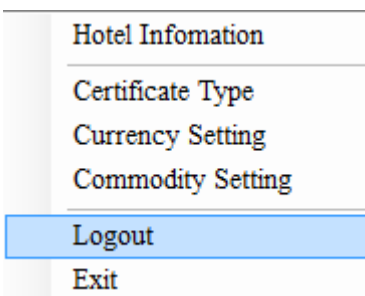 Hotel Infomation
Certificate Type
Currency Setting
Commodity Setting
Logout
Exit